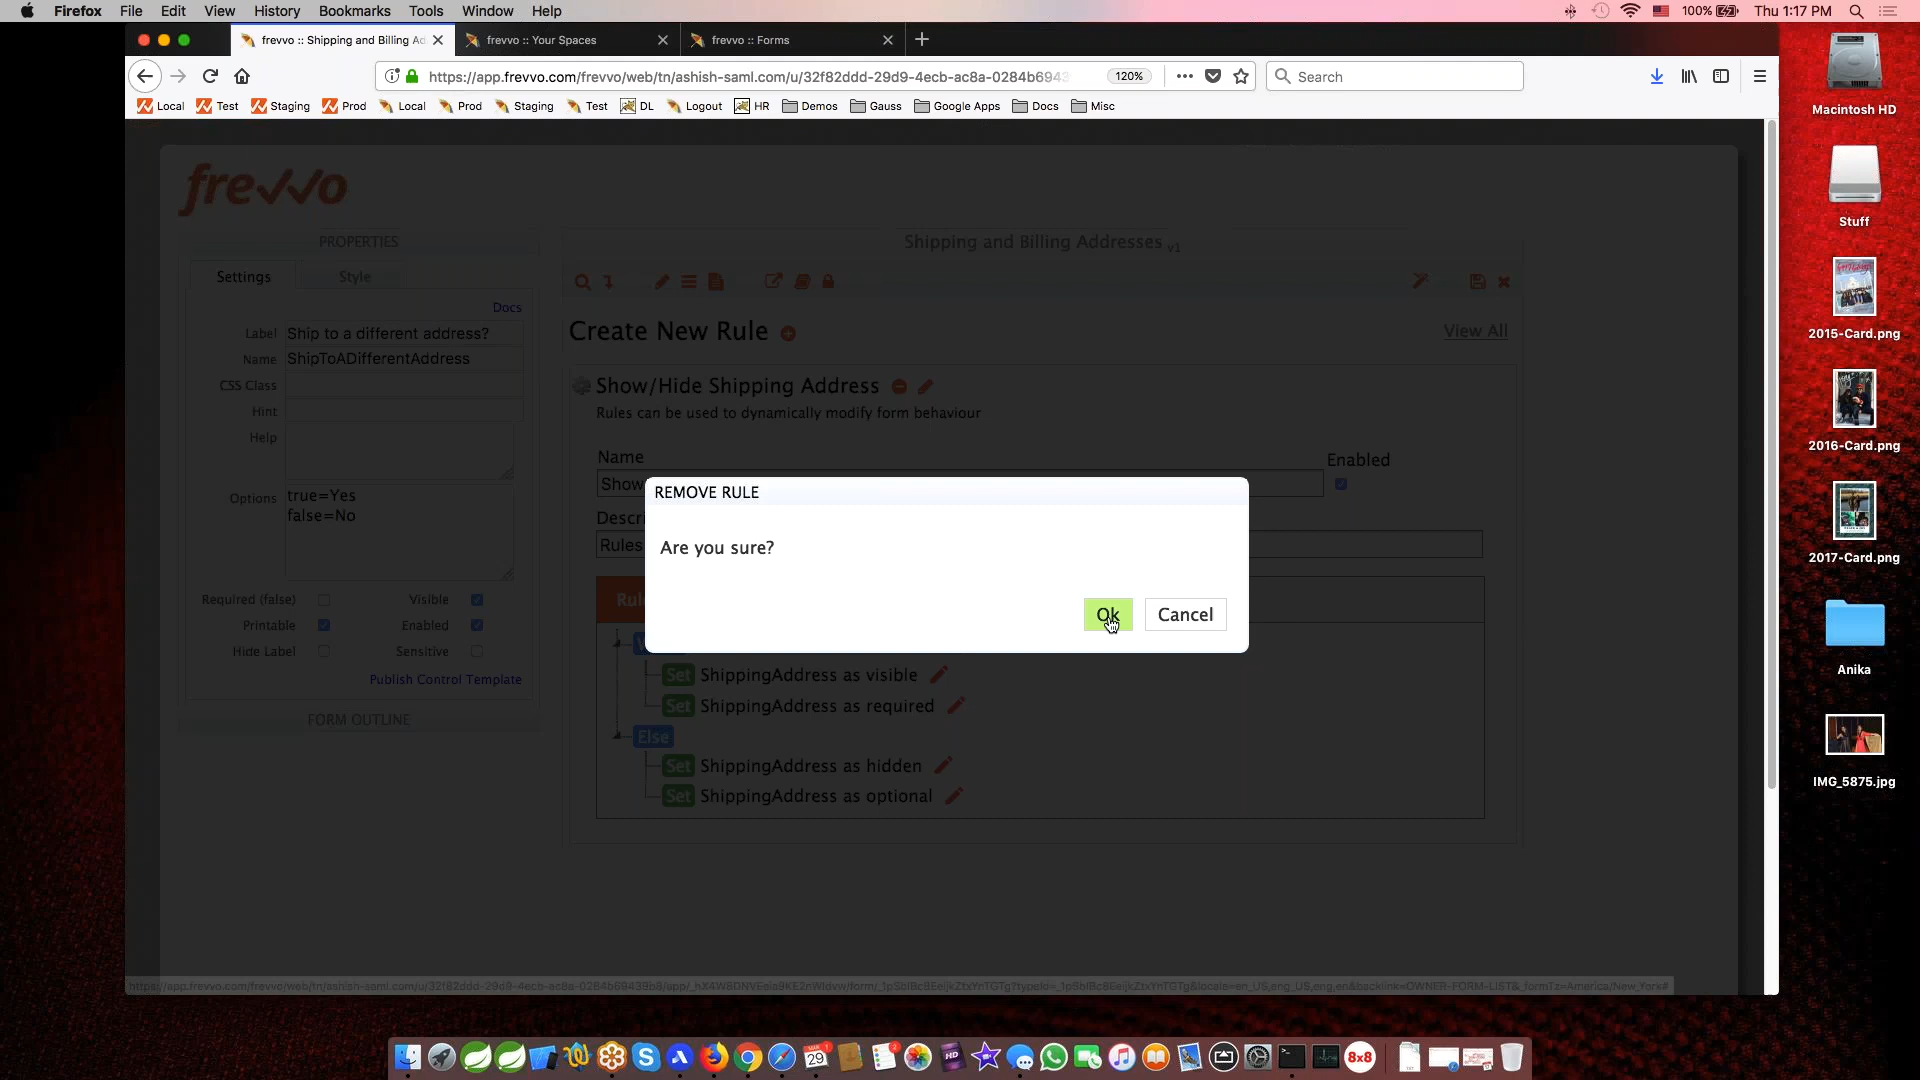 Firefox File Edit View History Bookmarks Tools Window Help 100% Thu 1:17 PM
frevvo :: Shipping and Billing Ad
frevvo :: Your Spaces
frevvo :: Forms
https://app.frevvo.com/frevvo/web/tn/ashish-saml.com/u/32f82ddd-29d9-4ecb-ac8a-0284b6943
120%
Search
Local Test Staging Prod Local Prod Staging Test DL Logout HR Demos Gauss Google Apps Docs Misc
Macintosh HD
Stuff
2015-Card.png
2016-Card.png
2017-Card.png
Anika
IMG_5875.jpg
frevvo
PROPERTIES
Settings Style
Docs
Label Ship to a different address?
Name ShipToADifferentAddress
CSS Class
Hint
Help
Options true=Yes
false=No
Required (false) Visible
Printable Enabled
Hide Label Sensitive
Publish Control Template
FORM OUTLINE
Shipping and Billing Addresses v1
Create New Rule View All
Show/Hide Shipping Address
Rules can be used to dynamically modify form behaviour
Name Enabled
Show
Descri
Rules
Rul
REMOVE RULE
Are you sure?
Ok Cancel
Set ShippingAddress as visible
Set ShippingAddress as required
Else
Set ShippingAddress as hidden
Set ShippingAddress as optional
29
HD
8x8